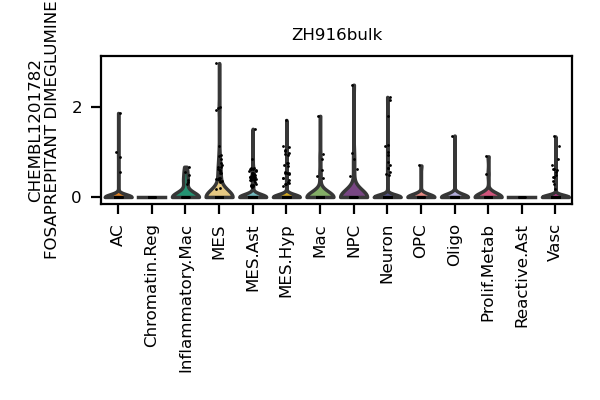 ZH916bulk
CHEMBL1201782
FOSAPREPITANT DIMEGLUMINE
2
0
AC
Chromatin.Reg
Inflammatory.Mac
MES
MES.Ast
MES.Hyp
Mac
NPC
Neuron
OPC
Oligo
Prolif.Metab
Reactive.Ast
Vasc